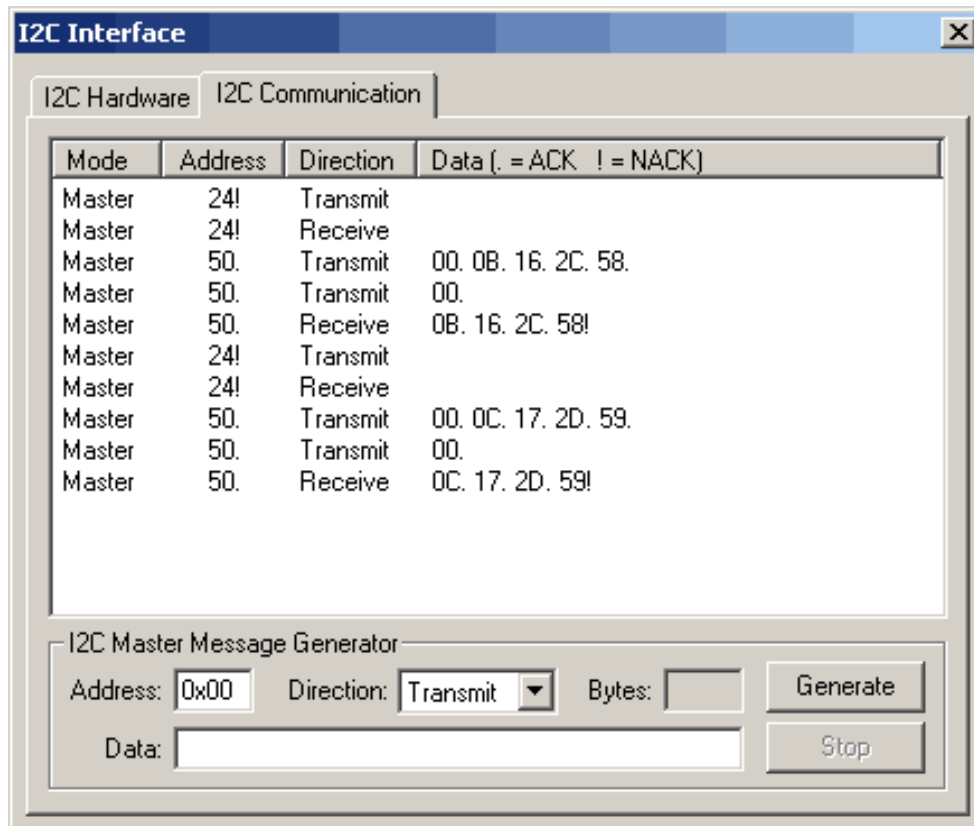 I2C Interface
I2C Hardware I2C Communication
Mode Address Direction Data (. = ACK ! = NACK)
Master 24! Transmit
Master 24! Receive
Master 50. Transmit 00. 0B. 16. 2C. 58.
Master 50. Transmit 00.
Master 50. Receive 0B. 16. 2C. 58!
Master 24! Transmit
Master 24! Receive
Master 50. Transmit 00. 0C. 17. 2D. 59.
Master 50. Transmit 00.
Master 50. Receive 0C. 17. 2D. 59!
I2C Master Message Generator
Address: 0x00 Direction: Transmit Bytes: Generate
Data: Stop